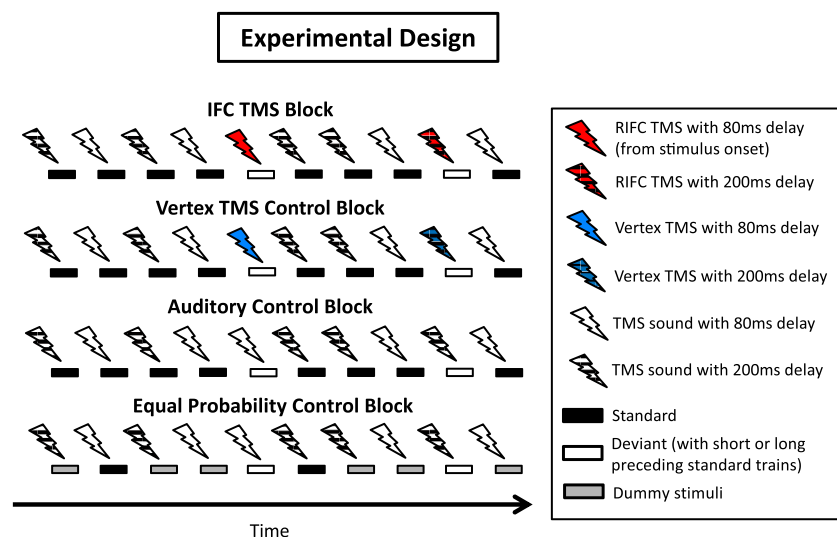 Experimental Design
IFC TMS Block
Vertex TMS Control Block
Auditory Control Block
Equal Probability Control Block
Time
RIFC TMS with 80ms delay
(from stimulus onset)
RIFC TMS with 200ms delay
Vertex TMS with 80ms delay
Vertex TMS with 200ms delay
TMS sound with 80ms delay
TMS sound with 200ms delay
Standard
Deviant (with short or long
preceding standard trains)
Dummy stimuli